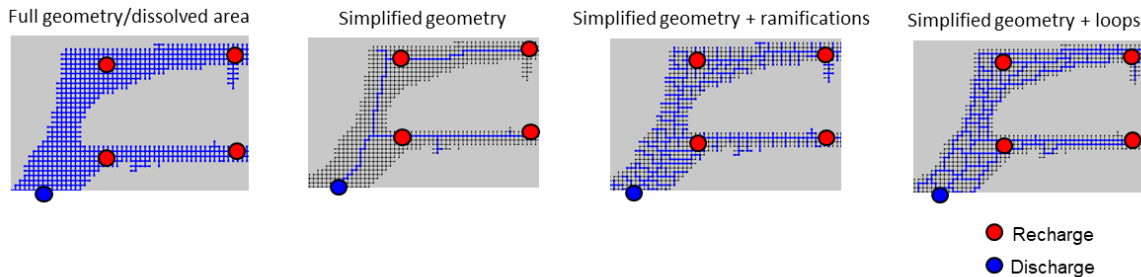 Full geometry/dissolved area
Simplified geometry
Simplified geometry + ramifications
Simplified geometry + loops
Recharge
Discharge